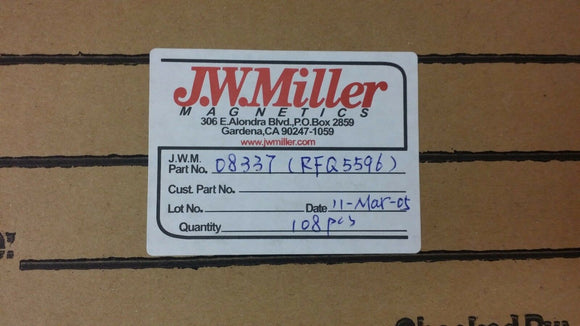 J.W.Miller
MAGNETICS
306 E.Alondra Blvd.,P.O.Box 2859
Gardena,CA 90247-1059
www.jwmiller.com
J.W.M.
Part No. 08337 (RFQ5596)
Cust. Part No.
Lot No. Date 11-Mar-05
Quantity 108 pcs